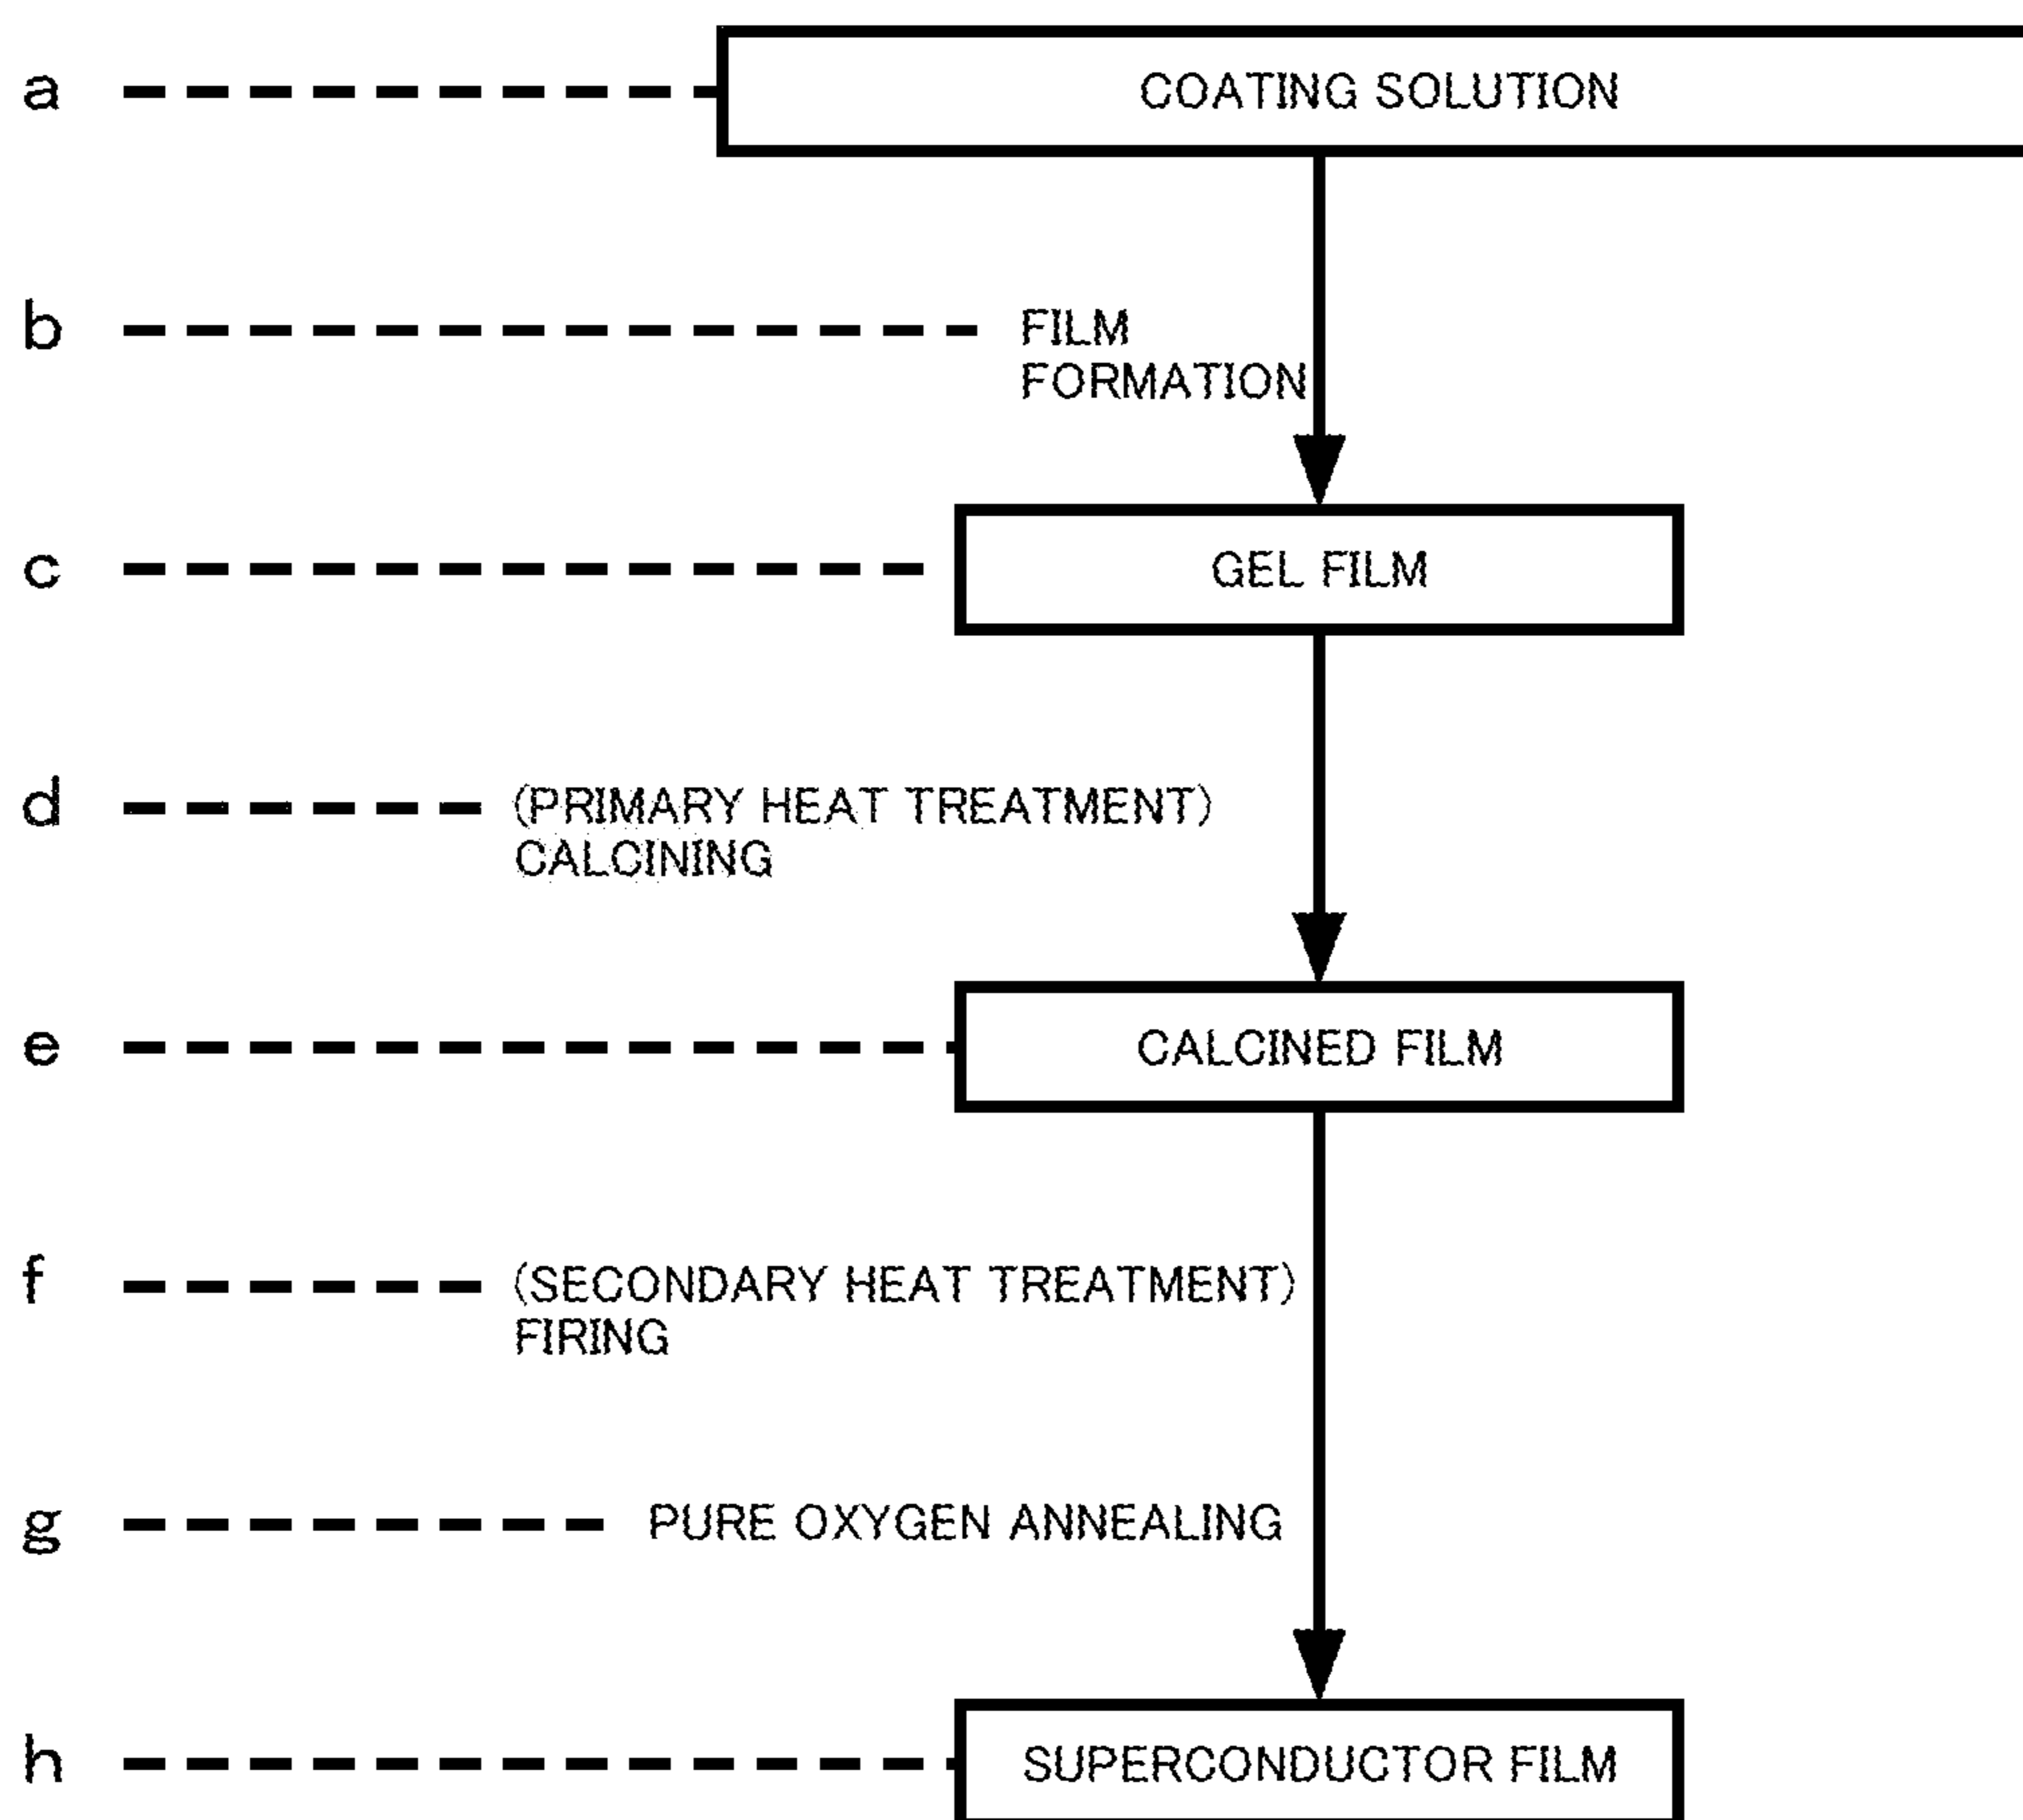 a COATING SOLUTION
b FILM
FORMATION
c GEL FILM
d (PRIMARY HEAT TREATMENT)
CALCINING
e CALCINED FILM
f (SECONDARY HEAT TREATMENT)
FIRING
g PURE OXYGEN ANNEALING
h SUPERCONDUCTOR FILM